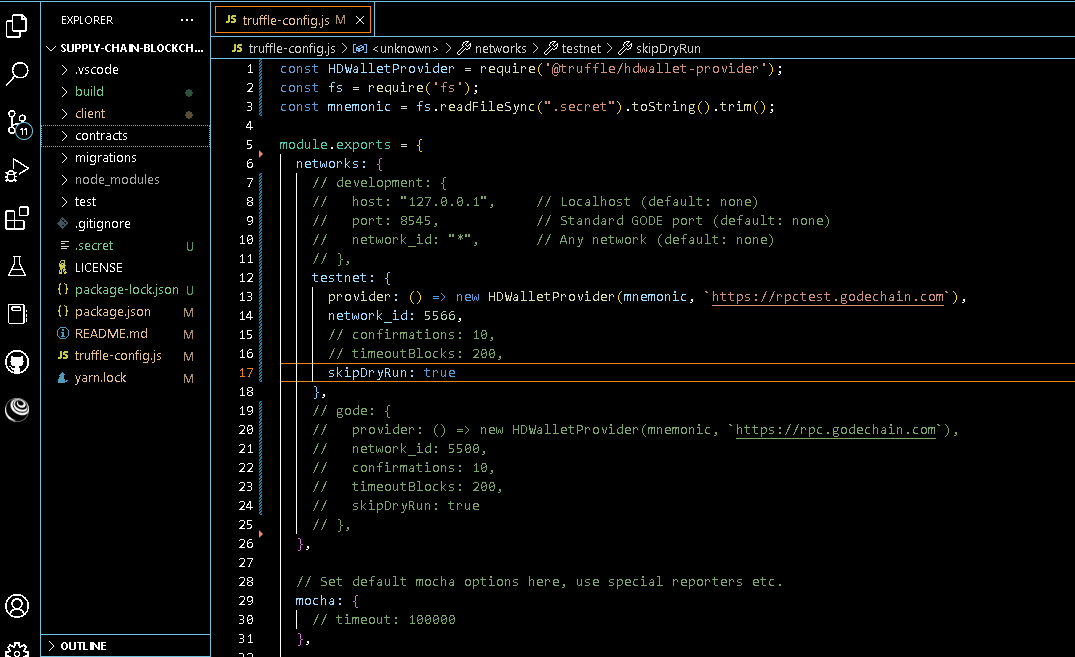 EXPLORER ...
SUPPLY-CHAIN-BLOCKCH...
.vscode
build
client
contracts
migrations
node_modules
test
.gitignore
.secret U
LICENSE
package-lock.json U
package.json M
README.md M
truffle-config.js M
yarn.lock M
OUTLINE
11
JS truffle-config.js M ×
JS truffle-config.js > <unknown> > networks > testnet > skipDryRun
1 const HDWalletProvider = require('@truffle/hdwallet-provider');
2 const fs = require('fs');
3 const mnemonic = fs.readFileSync(".secret").toString().trim();
4
5 module.exports = {
6 networks: {
7 // development: {
8 //   host: "127.0.0.1",     // Localhost (default: none)
9 //   port: 8545,            // Standard GODE port (default: none)
10 //   network_id: "*",       // Any network (default: none)
11 // },
12 testnet: {
13 provider: () => new HDWalletProvider(mnemonic, `https://rpctest.godechain.com`),
14 network_id: 5566,
15 // confirmations: 10,
16 // timeoutBlocks: 200,
17 skipDryRun: true
18 },
19 // gode: {
20 //   provider: () => new HDWalletProvider(mnemonic, `https://rpc.godechain.com`),
21 //   network_id: 5500,
22 //   confirmations: 10,
23 //   timeoutBlocks: 200,
24 //   skipDryRun: true
25 // },
26 },
27
28 // Set default mocha options here, use special reporters etc.
29 mocha: {
30 // timeout: 100000
31 },